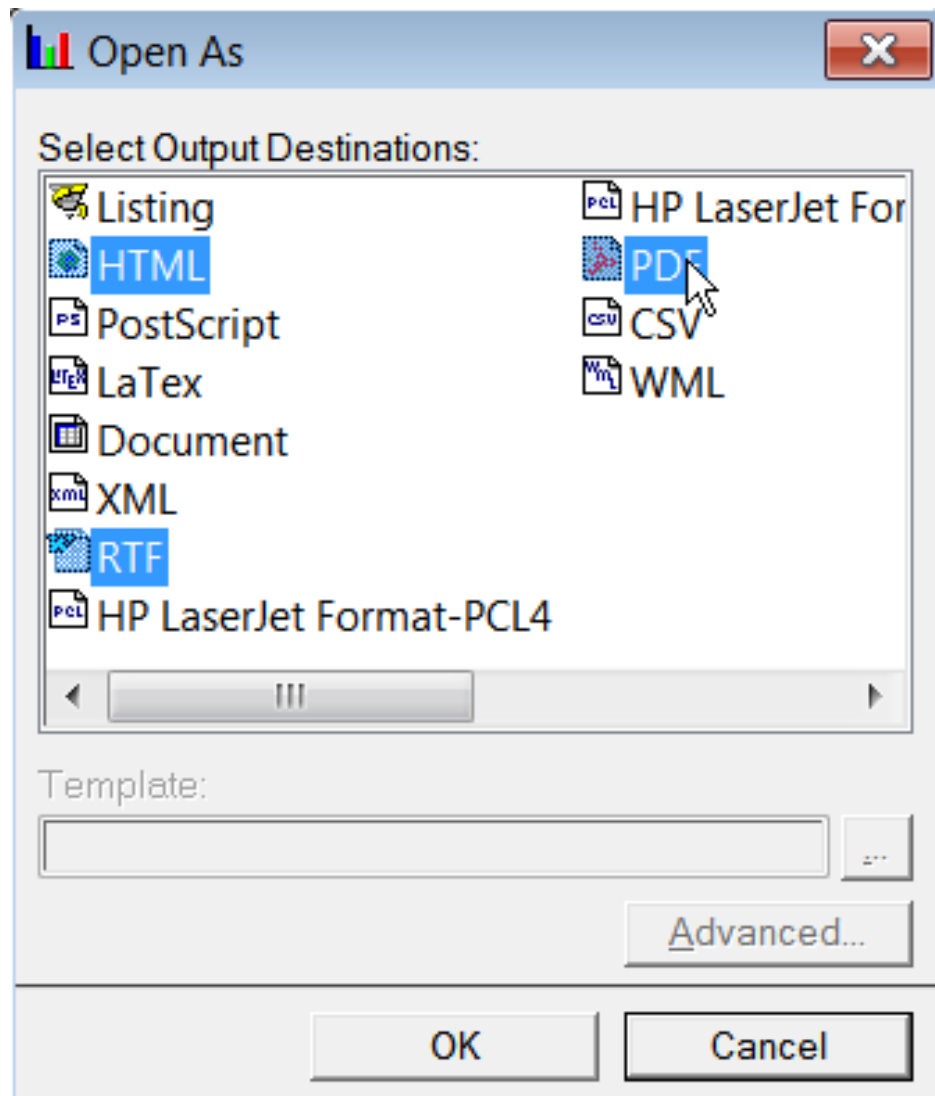 Open As
Select Output Destinations:
Listing
HTML
PostScript
LaTex
Document
XML
RTF
HP LaserJet Format-PCL4
HP LaserJet For
PDF
CSV
WML
Template:
...
Advanced...
OK
Cancel